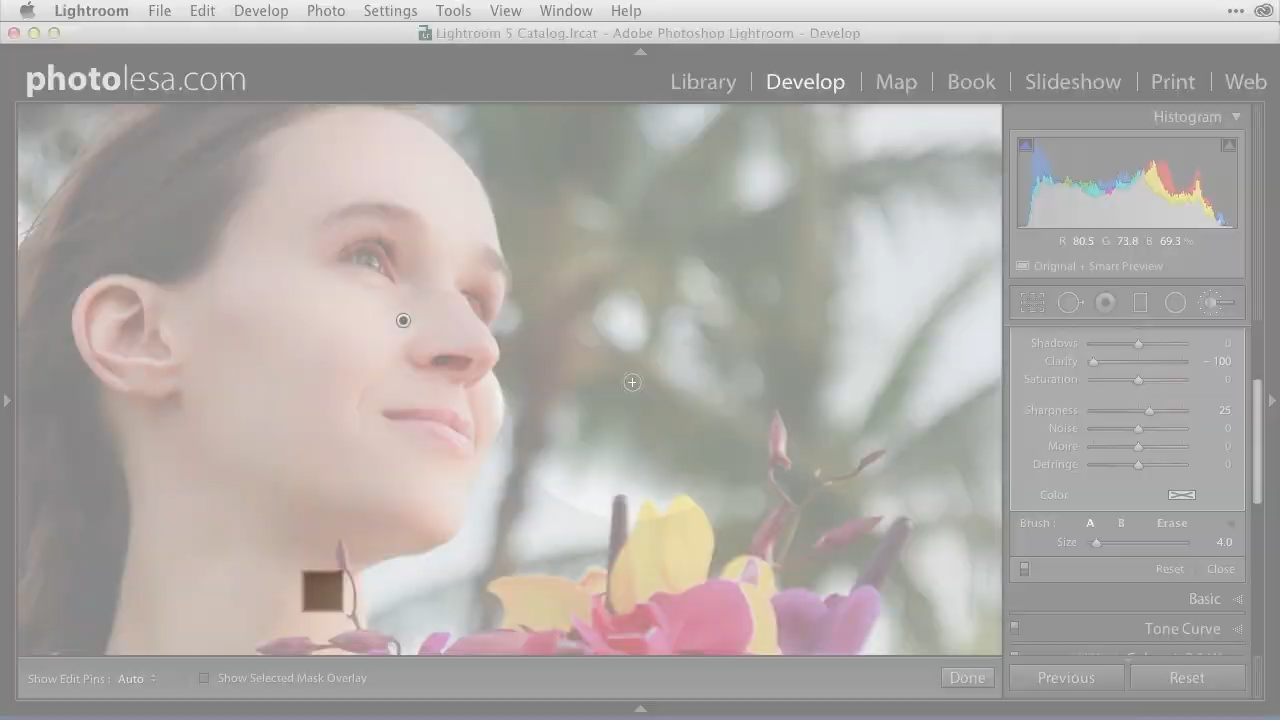 Lightroom File Edit Develop Photo Settings Tools View Window Help
Lightroom 5 Catalog.lrcat - Adobe Photoshop Lightroom - Develop
photolesa.com
Library | Develop | Map | Book | Slideshow | Print | Web
Histogram
R 80.5 G 73.8 B 69.3 %
Original + Smart Preview
Shadows 0
Clarity - 100
Saturation 0
Sharpness 25
Noise 0
Moire 0
Defringe 0
Color
Brush : A B Erase
Size 4.0
Reset Close
Basic
Tone Curve
Show Edit Pins : Auto Show Selected Mask Overlay Done
Previous Reset